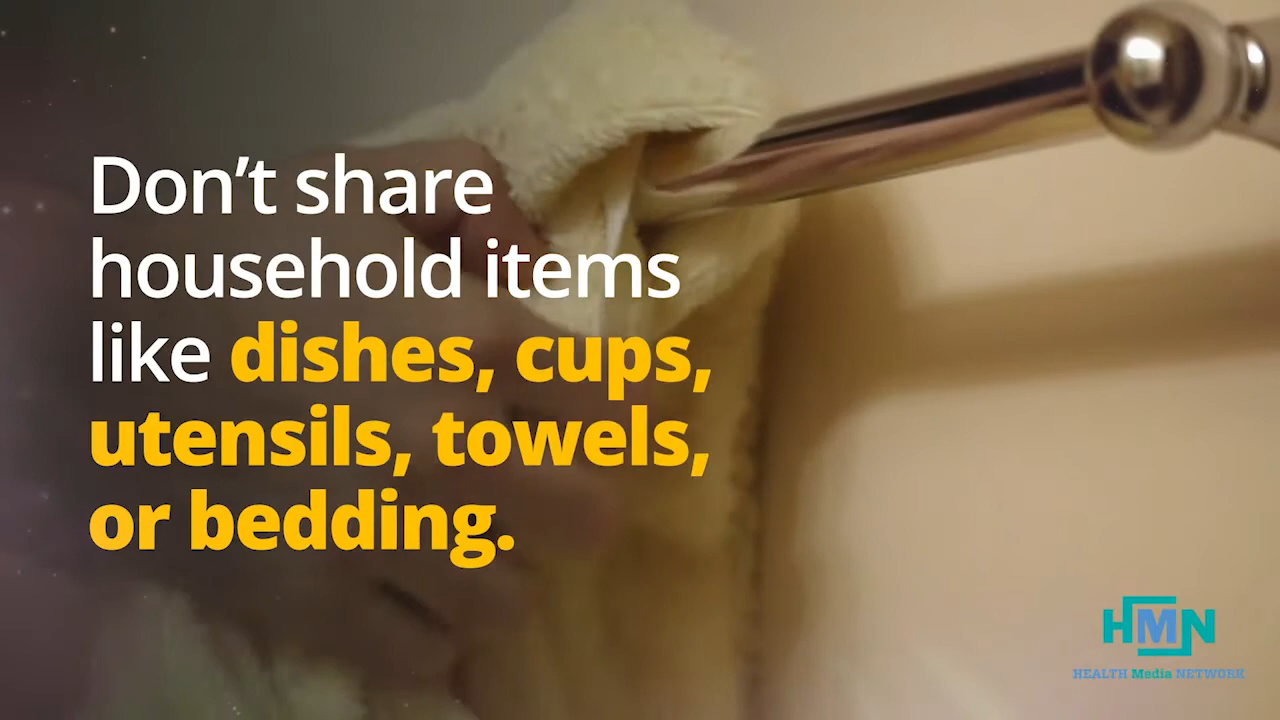 Don’t share
household items
like dishes, cups,
utensils, towels,
or bedding.
HMN
HEALTH Media NETWORK